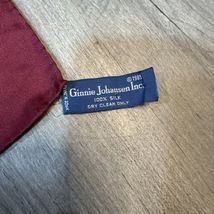 ©1981
Ginnie Johansen Inc.
100% SILK
DRY CLEAN ONLY